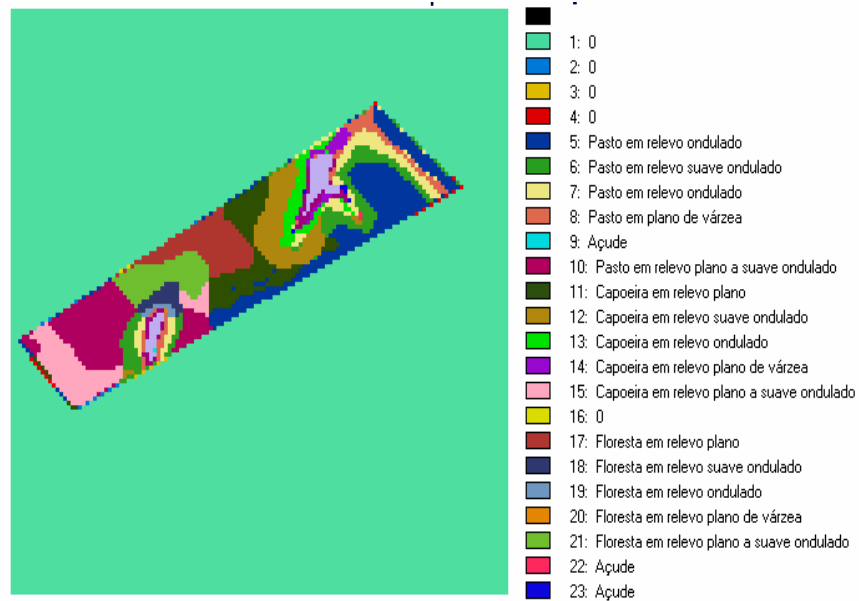 1: 0
2: 0
3: 0
4: 0
5: Pasto em relevo ondulado
6: Pasto em relevo suave ondulado
7: Pasto em relevo ondulado
8: Pasto em plano de várzea
9: Açude
10: Pasto em relevo plano a suave ondulado
11: Capoeira em relevo plano
12: Capoeira em relevo suave ondulado
13: Capoeira em relevo ondulado
14: Capoeira em relevo plano de várzea
15: Capoeira em relevo plano a suave ondulado
16: 0
17: Floresta em relevo plano
18: Floresta em relevo suave ondulado
19: Floresta em relevo ondulado
20: Floresta em relevo plano de várzea
21: Floresta em relevo plano a suave ondulado
22: Açude
23: Açude